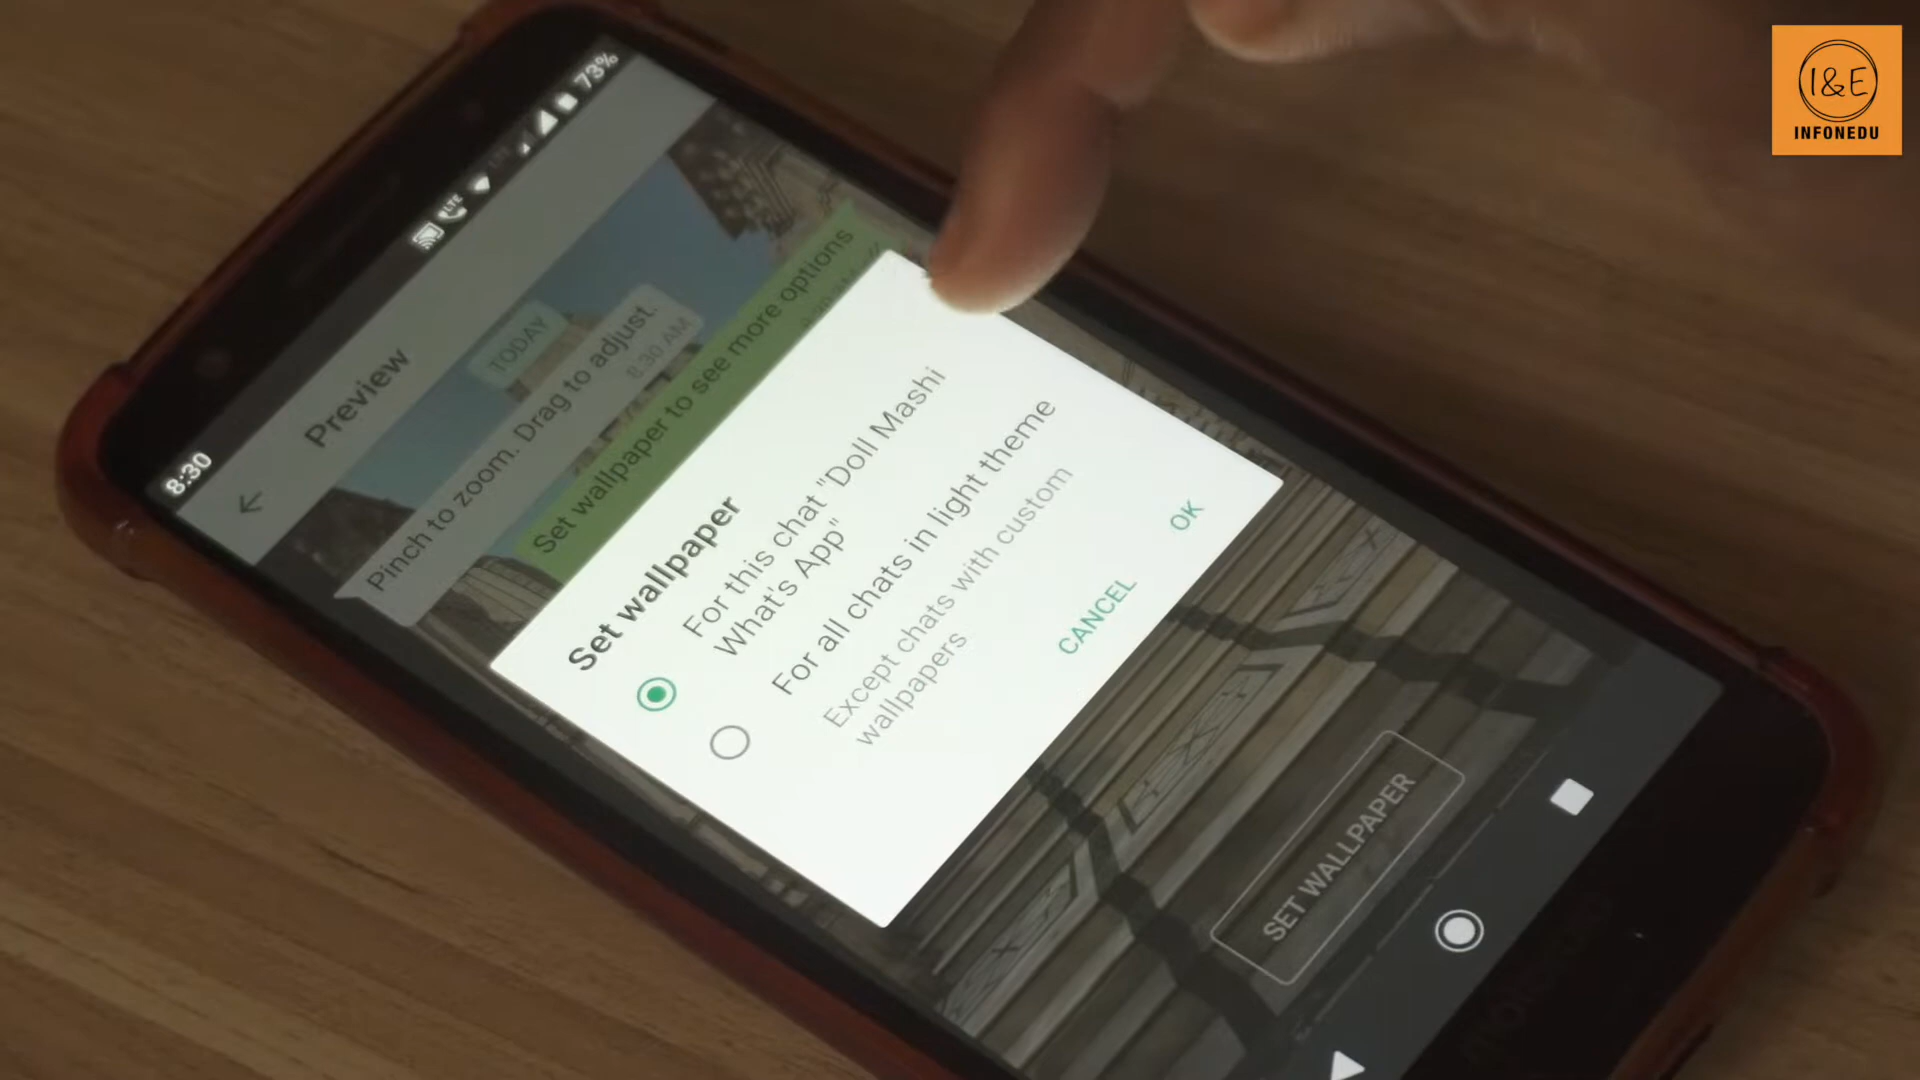 8:30
73%
Preview
TODAY
Pinch to zoom. Drag to adjust.
8:30 AM
Set wallpaper to see more options
Set wallpaper
For this chat "Doll Mashi
What's App"
For all chats in light theme
Except chats with custom
wallpapers
CANCEL
OK
SET WALLPAPER
I&E
INFONEDU